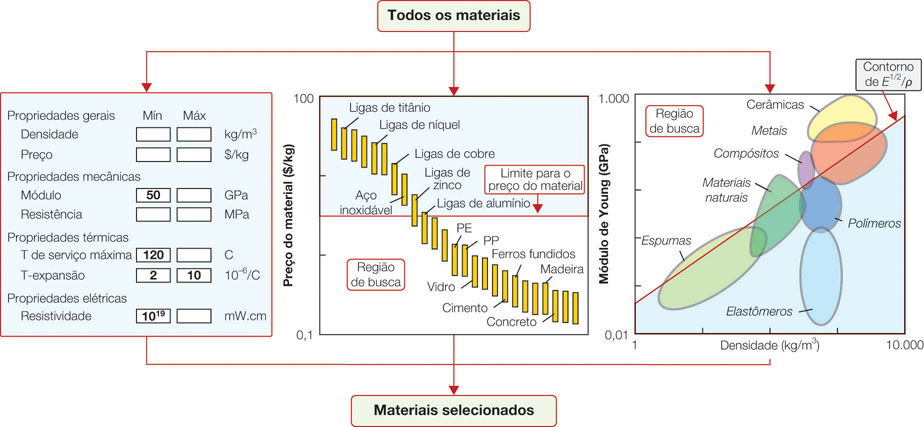 Todos os materiais
Propriedades gerais Mín Máx
Densidade kg/m³
Preço $/kg
Propriedades mecânicas
Módulo 50 GPa
Resistência MPa
Propriedades térmicas
T de serviço máxima 120 C
T-expansão 2 10 10⁻⁶/C
Propriedades elétricas
Resistividade 10¹⁹ mW.cm
Preço do material ($/kg)
100
0,1
Ligas de titânio
Ligas de níquel
Ligas de cobre
Ligas de
zinco
Aço
inoxidável
Ligas de alumínio
Limite para o
preço do material
PE
PP
Ferros fundidos
Região
de busca
Vidro
Madeira
Cimento
Concreto
Módulo de Young (GPa)
1.000
0,01
Contorno
de E^1/2/ρ
Região
de busca
Cerâmicas
Metais
Compósitos
Materiais
naturais
Polímeros
Espumas
Elastômeros
1
Densidade (kg/m³)
10.000
Materiais selecionados